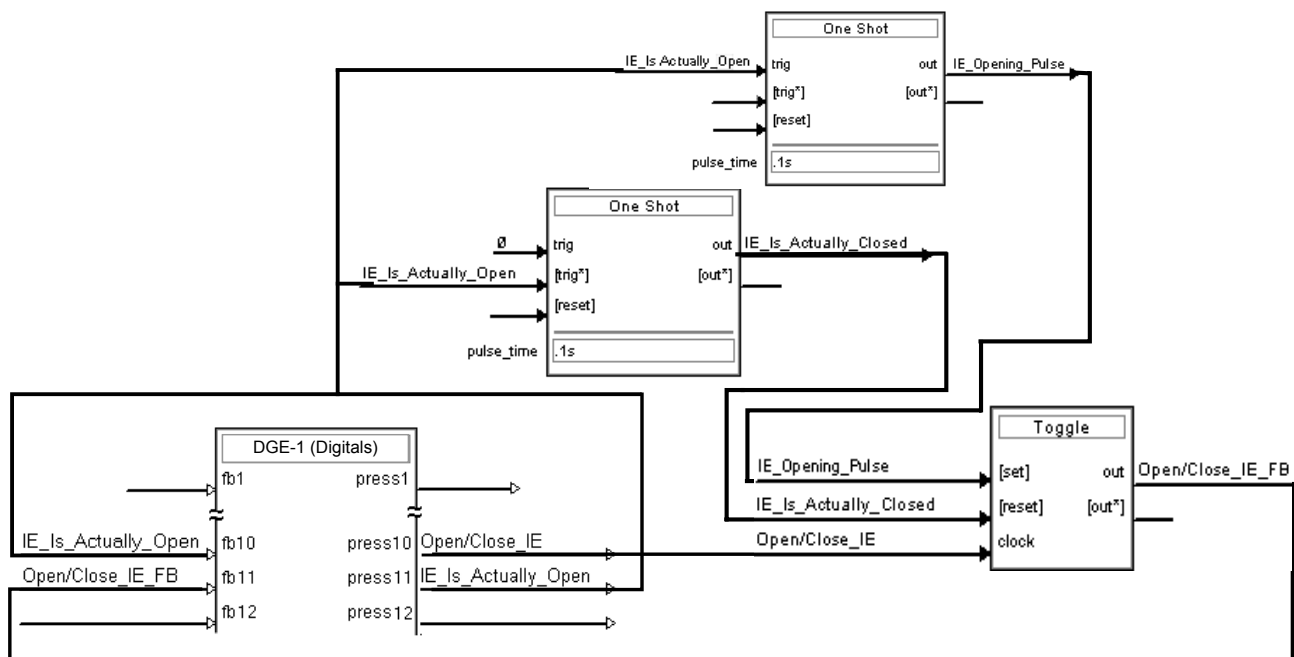 One Shot
IE_Is Actually_Open
trig
out
IE_Opening_Pulse
[trig*]
[out*]
[reset]
pulse_time
.1s
One Shot
Ø
trig
out
IE_Is_Actually_Closed
IE_Is_Actually_Open
[trig*]
[out*]
[reset]
pulse_time
.1s
DGE-1 (Digitals)
fb1
press1
IE_Is_Actually_Open
fb10
press10
Open/Close_IE
Open/Close_IE_FB
fb11
press11
IE_Is_Actually_Open
fb12
press12
Toggle
IE_Opening_Pulse
[set]
out
Open/Close_IE_FB
IE_Is_Actually_Closed
[reset]
[out*]
Open/Close_IE
clock